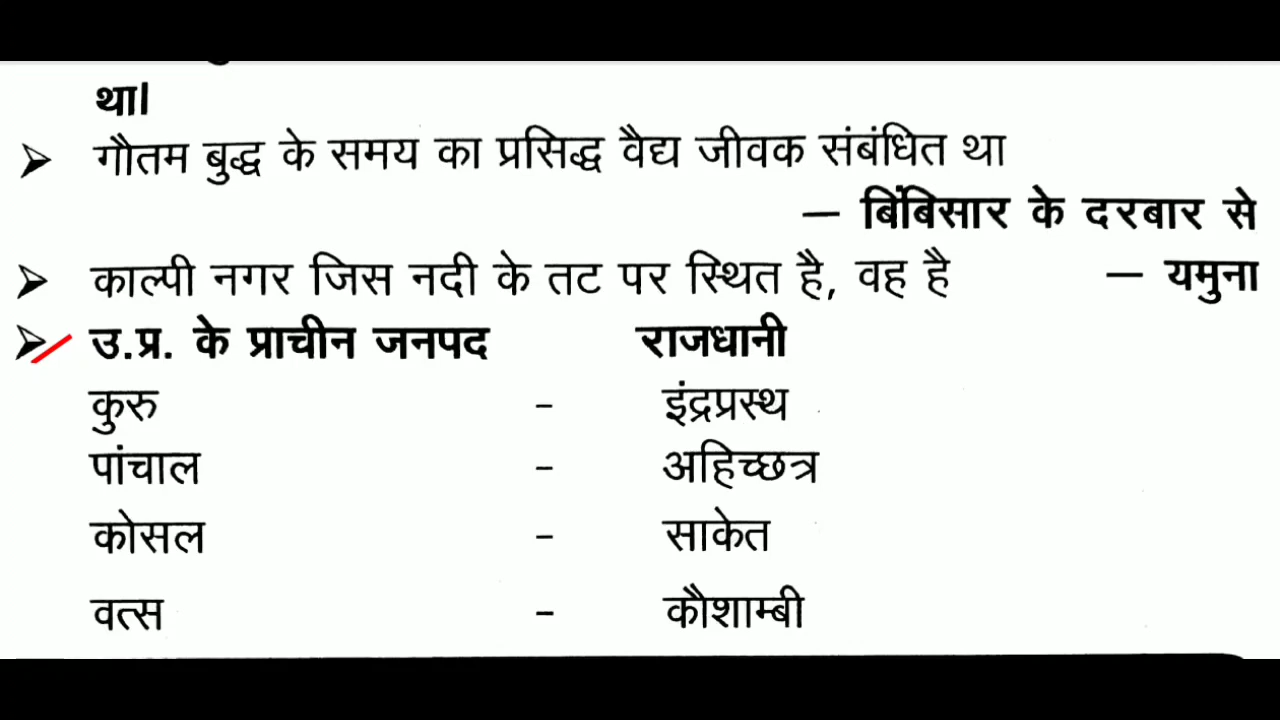 था।
➢ गौतम बुद्ध के समय का प्रसिद्ध वैद्य जीवक संबंधित था
— बिंबिसार के दरबार से
➢ काल्पी नगर जिस नदी के तट पर स्थित है, वह है — यमुना
➢ उ.प्र. के प्राचीन जनपद राजधानी
कुरु - इंद्रप्रस्थ
पांचाल - अहिच्छत्र
कोसल - साकेत
वत्स - कौशाम्बी